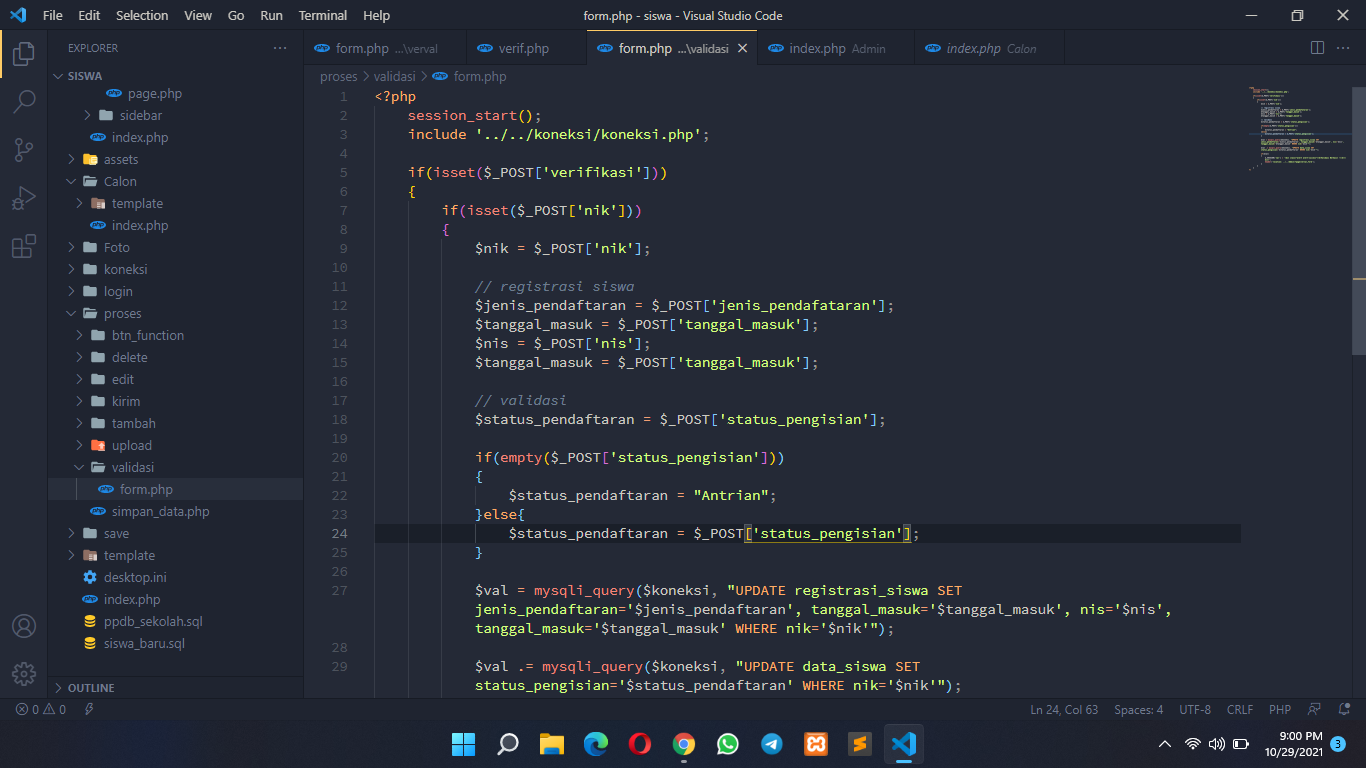 File Edit Selection View Go Run Terminal Help form.php - siswa - Visual Studio Code
EXPLORER
form.php ...\verval verif.php form.php ...\validasi index.php Admin index.php Calon
SISWA
page.php
sidebar
index.php
assets
Calon
template
index.php
Foto
koneksi
login
proses
btn_function
delete
edit
kirim
tambah
upload
validasi
form.php
simpan_data.php
save
template
desktop.ini
index.php
ppdb_sekolah.sql
siswa_baru.sql
OUTLINE
proses > validasi > form.php
1 <?php
2 session_start();
3 include '../../koneksi/koneksi.php';
4
5 if(isset($_POST['verifikasi']))
6 {
7 if(isset($_POST['nik']))
8 {
9 $nik = $_POST['nik'];
10
11 // registrasi siswa
12 $jenis_pendaftaran = $_POST['jenis_pendafataran'];
13 $tanggal_masuk = $_POST['tanggal_masuk'];
14 $nis = $_POST['nis'];
15 $tanggal_masuk = $_POST['tanggal_masuk'];
16
17 // validasi
18 $status_pendaftaran = $_POST['status_pengisian'];
19
20 if(empty($_POST['status_pengisian']))
21 {
22 $status_pendaftaran = "Antrian";
23 }else{
24 $status_pendaftaran = $_POST['status_pengisian'];
25 }
26
27 $val = mysqli_query($koneksi, "UPDATE registrasi_siswa SET
jenis_pendaftaran='$jenis_pendaftaran', tanggal_masuk='$tanggal_masuk', nis='$nis',
tanggal_masuk='$tanggal_masuk' WHERE nik='$nik'");
28
29 $val .= mysqli_query($koneksi, "UPDATE data_siswa SET
status_pengisian='$status_pendaftaran' WHERE nik='$nik'");
0 0 Ln 24, Col 63 Spaces: 4 UTF-8 CRLF PHP
9:00 PM
10/29/2021 3